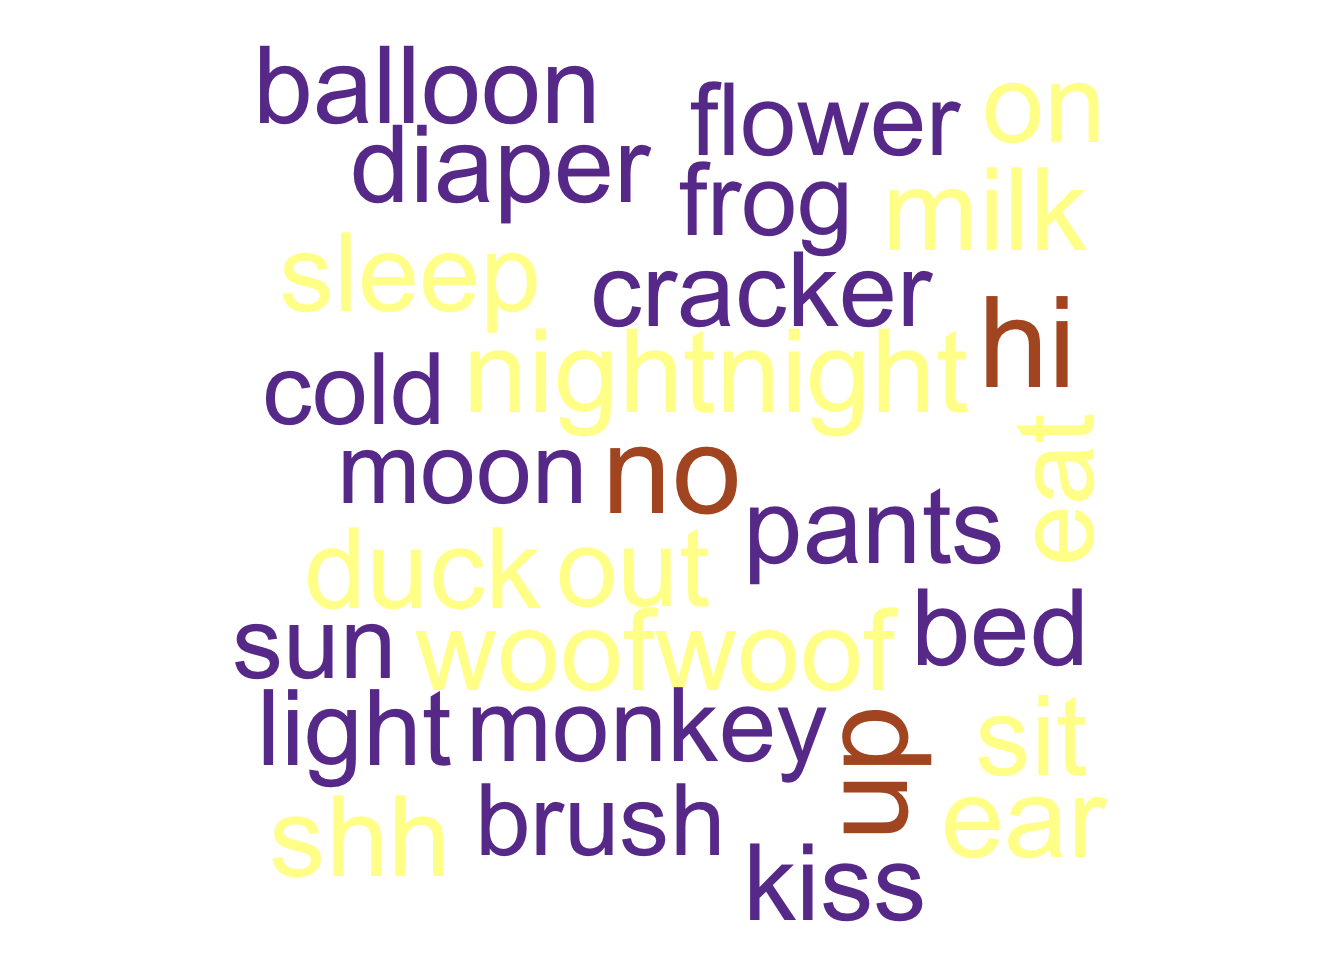 balloon
flower
on
diaper
frog
milk
sleep
cracker
hi
cold
nightnight
eat
moon
no
pants
duck
out
sun
woofwoof
bed
light
monkey
up
sit
shh
brush
ear
kiss